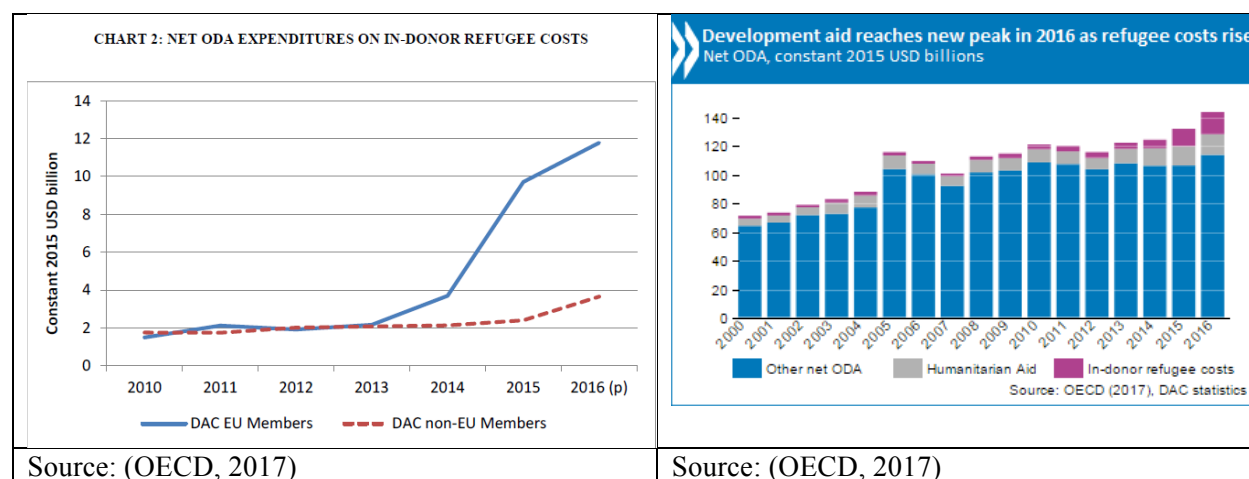 CHART 2: NET ODA EXPENDITURES ON IN-DONOR REFUGEE COSTS
Constant 2015 USD billion
14
12
10
8
6
4
2
0
2010 2011 2012 2013 2014 2015 2016 (p)
DAC EU Members DAC non-EU Members
Source: (OECD, 2017)
Development aid reaches new peak in 2016 as refugee costs rise
Net ODA, constant 2015 USD billions
140
120
100
80
60
40
20
0
2000 2001 2002 2003 2004 2005 2006 2007 2008 2009 2010 2011 2012 2013 2014 2015 2016
Other net ODA Humanitarian Aid In-donor refugee costs
Source: OECD (2017), DAC statistics
Source: (OECD, 2017)